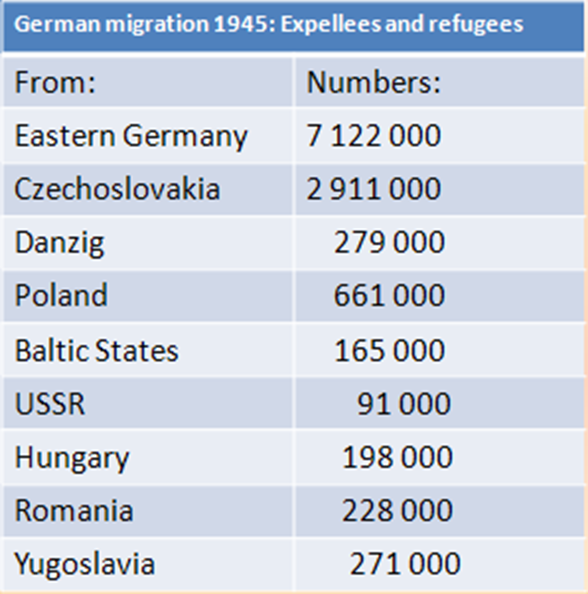 German migration 1945: Expellees and refugees
From: Numbers:
Eastern Germany 7 122 000
Czechoslovakia 2 911 000
Danzig 279 000
Poland 661 000
Baltic States 165 000
USSR 91 000
Hungary 198 000
Romania 228 000
Yugoslavia 271 000